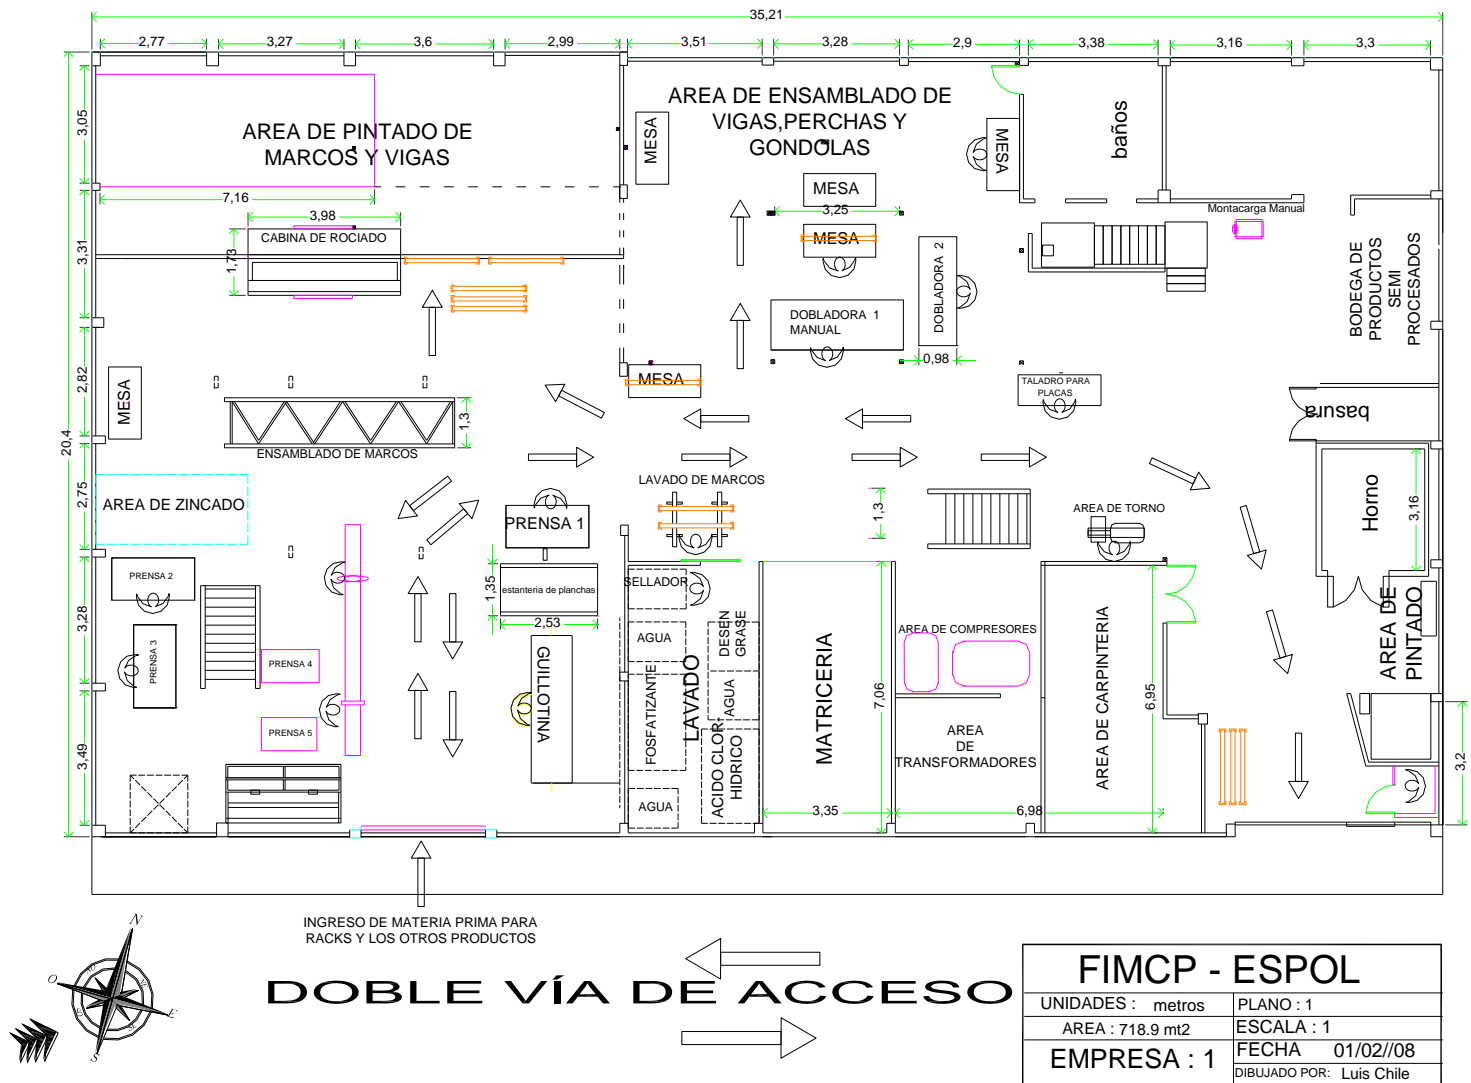 35,21
2,77
3,27
3,6
2,99
3,51
3,28
2,9
3,38
3,16
3,3
20,4
3,05
3,31
2,82
2,75
3,28
3,49
AREA DE PINTADO DE
MARCOS Y VIGAS
7,16
3,98
CABINA DE ROCIADO
1,73
MESA
AREA DE ENSAMBLADO DE
VIGAS,PERCHAS Y
GONDOLAS
MESA
3,25
MESA
MESA
baños
DOBLADORA 1
MANUAL
DOBLADORA 2
0,98
Montacarga Manual
BODEGA DE
PRODUCTOS
SEMI
PROCESADOS
MESA
MESA
1,3
ENSAMBLADO DE MARCOS
TALADRO PARA
PLACAS
basura
AREA DE ZINCADO
LAVADO DE MARCOS
PRENSA 1
1,3
AREA DE TORNO
Horno
3,16
PRENSA 2
1,35
estanteria de planchas
2,53
SELLADOR
AREA DE
PINTADO
PRENSA 3
PRENSA 4
PRENSA 5
GUILLOTINA
AGUA
DESEN
GRASE
FOSFATIZANTE
LAVADO
AGUA
ACIDO CLOR-
HIDRICO
AGUA
MATRICERIA
7,06
3,35
AREA DE COMPRESORES
AREA
DE
TRANSFORMADORES
6,98
AREA DE CARPINTERIA
6,95
3,2
INGRESO DE MATERIA PRIMA PARA
RACKS Y LOS OTROS PRODUCTOS
DOBLE VÍA DE ACCESO
N
O
E
S
NO
NE
SO
SE
FIMCP - ESPOL
UNIDADES : metros
PLANO : 1
AREA : 718.9 mt2
ESCALA : 1
EMPRESA : 1
FECHA 01/02//08
DIBUJADO POR: Luis Chile